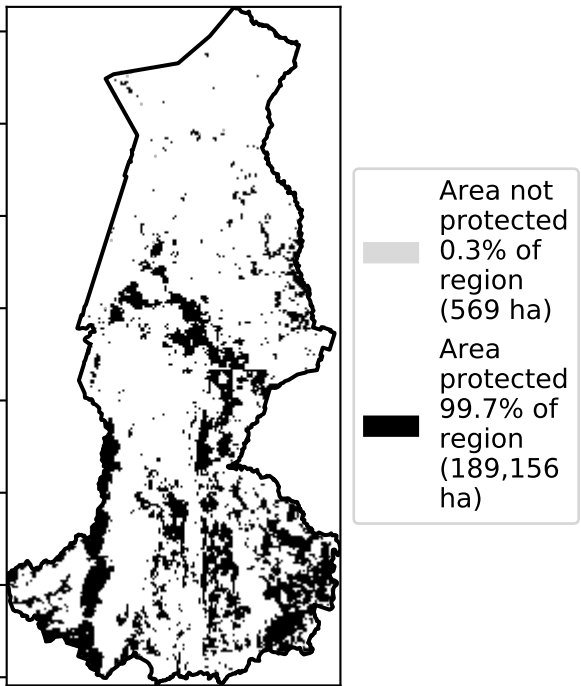 Area not
protected
0.3% of
region
(569 ha)
Area
protected
99.7% of
region
(189,156
ha)